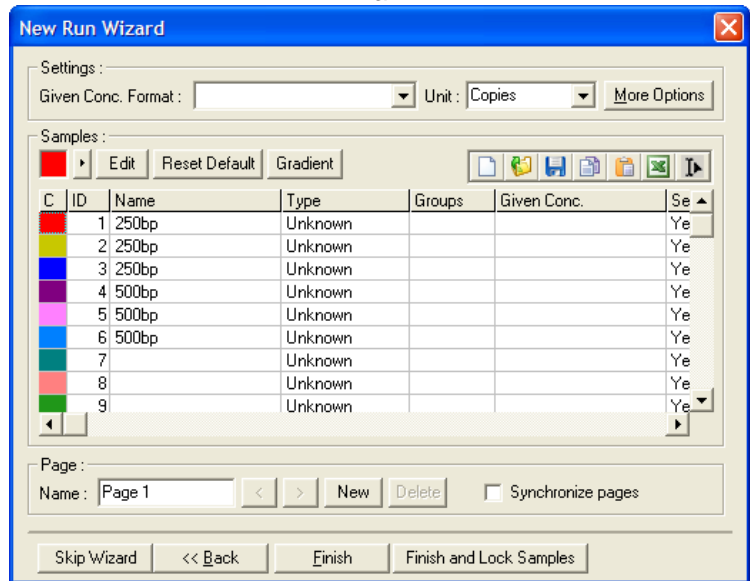 New Run Wizard
Settings :
Given Conc. Format : Unit : Copies More Options
Samples :
Edit Reset Default Gradient
C ID Name Type Groups Given Conc. Se
1 250bp Unknown Ye
2 250bp Unknown Ye
3 250bp Unknown Ye
4 500bp Unknown Ye
5 500bp Unknown Ye
6 500bp Unknown Ye
7 Unknown Ye
8 Unknown Ye
9 Unknown Ye
Page :
Name : Page 1 < > New Delete Synchronize pages
Skip Wizard << Back Finish Finish and Lock Samples